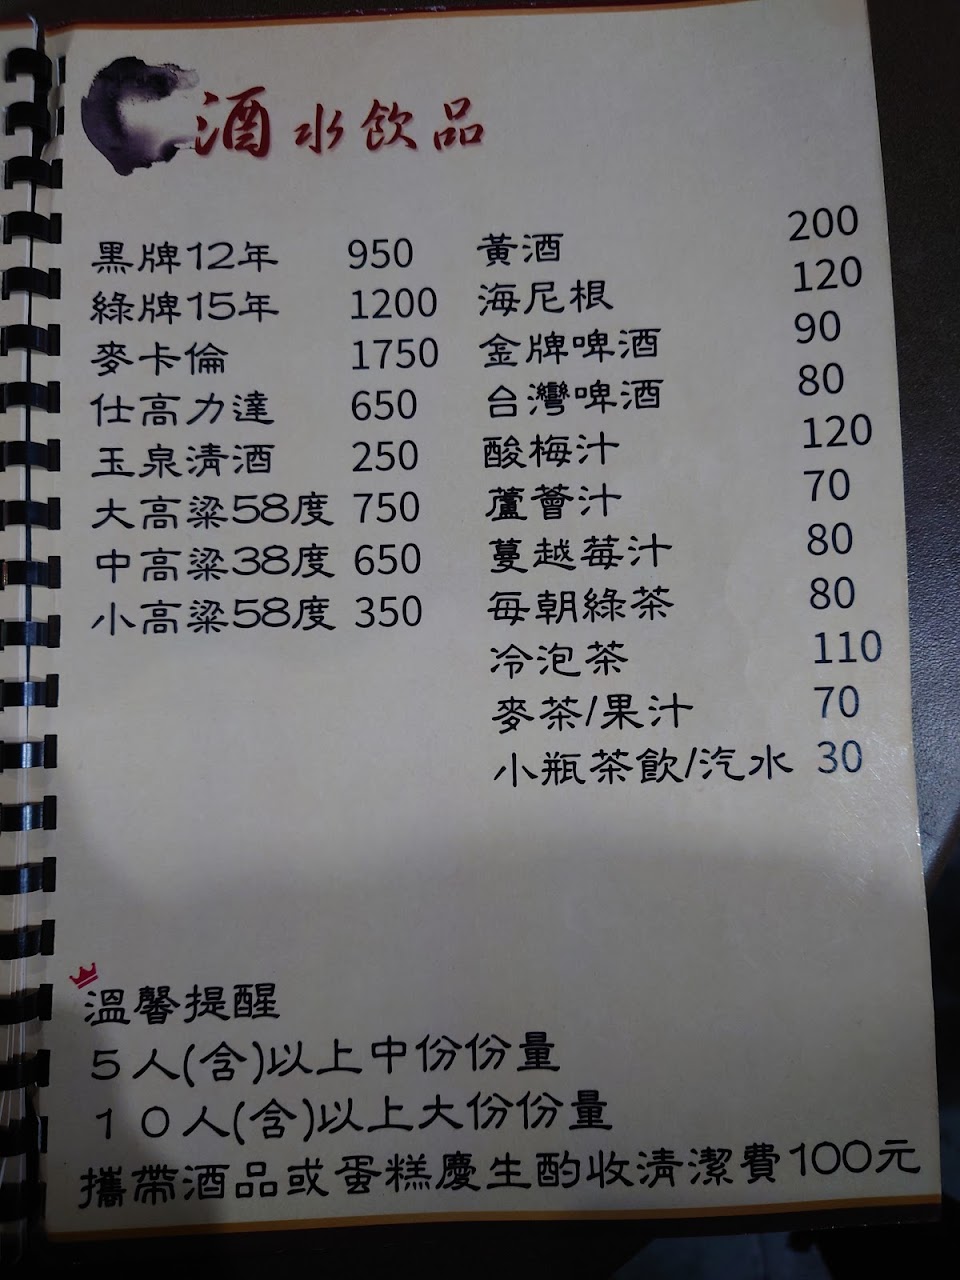 酒水飲品
黑牌12年 950
綠牌15年 1200
麥卡倫 1750
仕高力達 650
玉泉清酒 250
大高粱58度 750
中高粱38度 650
小高粱58度 350
黃酒 200
海尼根 120
金牌啤酒 90
台灣啤酒 80
酸梅汁 120
蘆薈汁 70
蔓越莓汁 80
每朝綠茶 80
冷泡茶 110
麥茶/果汁 70
小瓶茶飲/汽水 30
溫馨提醒
5人(含)以上中份份量
10人(含)以上大份份量
攜帶酒品或蛋糕慶生酌收清潔費100元